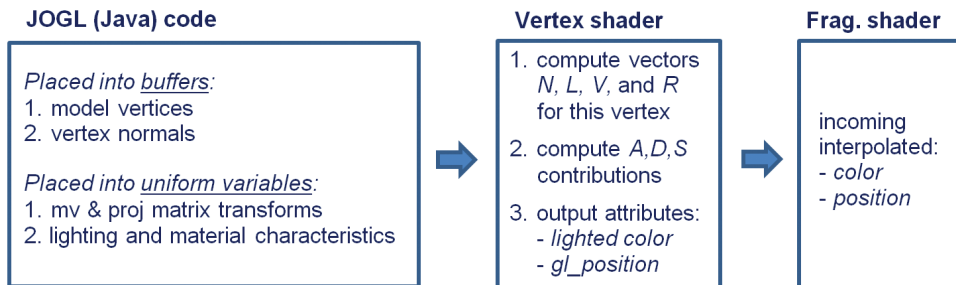 JOGL (Java) code
Placed into buffers:
1. model vertices
2. vertex normals
Placed into uniform variables:
1. mv & proj matrix transforms
2. lighting and material characteristics
Vertex shader
1. compute vectors
N, L, V, and R
for this vertex
2. compute A,D,S
contributions
3. output attributes:
- lighted color
- gl_position
Frag. shader
incoming
interpolated:
- color
- position